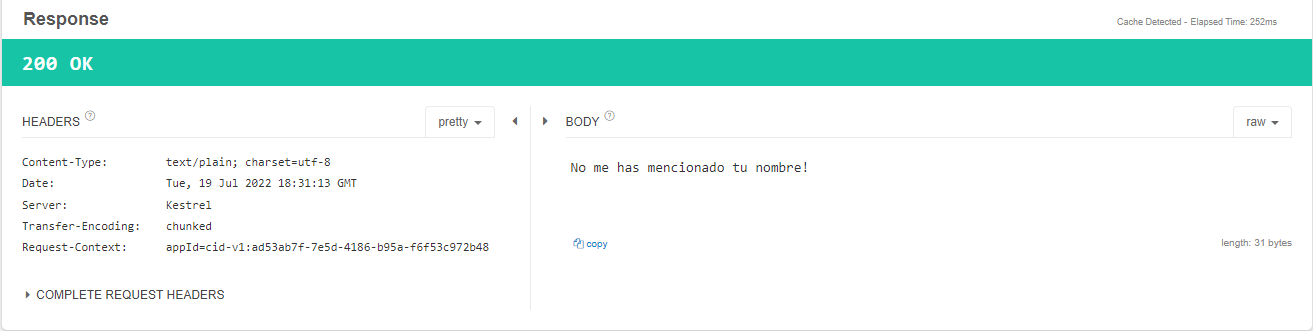 Response
Cache Detected - Elapsed Time: 252ms
200 OK
HEADERS ?
pretty
Content-Type: text/plain; charset=utf-8
Date: Tue, 19 Jul 2022 18:31:13 GMT
Server: Kestrel
Transfer-Encoding: chunked
Request-Context: appId=cid-v1:ad53ab7f-7e5d-4186-b95a-f6f53c972b48
COMPLETE REQUEST HEADERS
BODY ?
raw
No me has mencionado tu nombre!
copy
length: 31 bytes